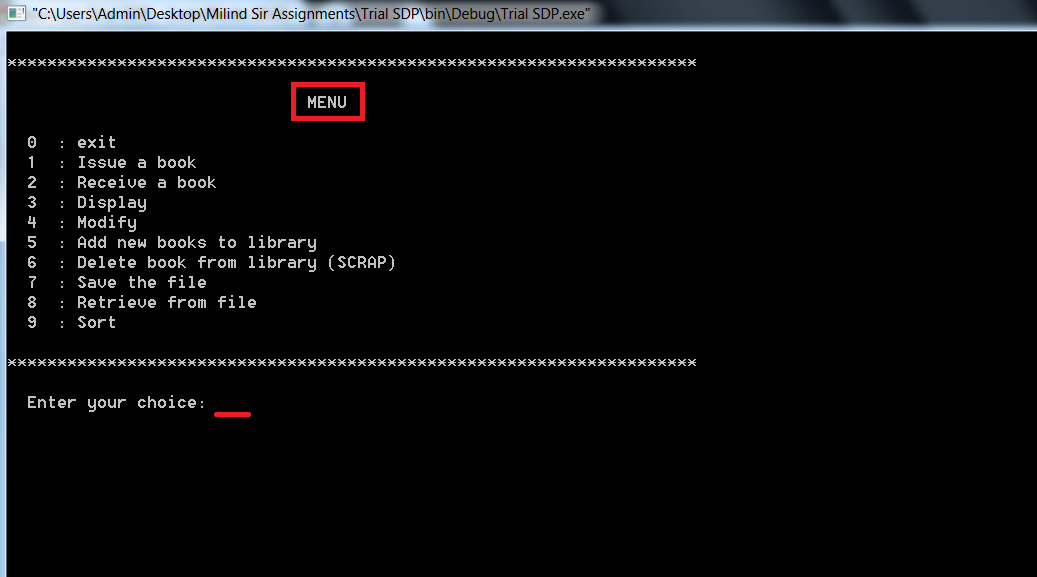 "C:\Users\Admin\Desktop\Milind Sir Assignments\Trial SDP\bin\Debug\Trial SDP.exe"
*********************************************************************
MENU
0 : exit
1 : Issue a book
2 : Receive a book
3 : Display
4 : Modify
5 : Add new books to library
6 : Delete book from library (SCRAP)
7 : Save the file
8 : Retrieve from file
9 : Sort
*********************************************************************
Enter your choice: